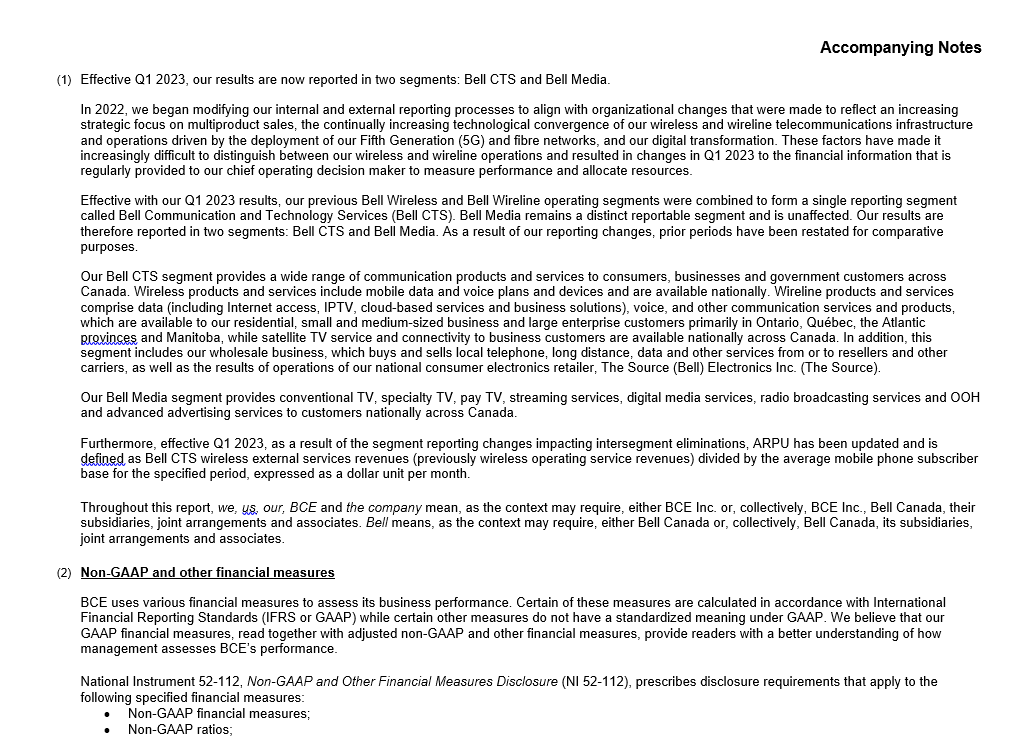 Accompanying Notes
(1) Effective Q1 2023, our results are now reported in two segments: Bell CTS and Bell Media.
In 2022, we began modifying our internal and external reporting processes to align with organizational changes that were made to reflect an increasing
strategic focus on multiproduct sales, the continually increasing technological convergence of our wireless and wireline telecommunications infrastructure
and operations driven by the deployment of our Fifth Generation (5G) and fibre networks, and our digital transformation. These factors have made it
increasingly difficult to distinguish between our wireless and wireline operations and resulted in changes in Q1 2023 to the financial information that is
regularly provided to our chief operating decision maker to measure performance and allocate resources.
Effective with our Q1 2023 results, our previous Bell Wireless and Bell Wireline operating segments were combined to form a single reporting segment
called Bell Communication and Technology Services (Bell CTS). Bell Media remains a distinct reportable segment and is unaffected. Our results are
therefore reported in two segments: Bell CTS and Bell Media. As a result of our reporting changes, prior periods have been restated for comparative
purposes.
Our Bell CTS segment provides a wide range of communication products and services to consumers, businesses and government customers across
Canada. Wireless products and services include mobile data and voice plans and devices and are available nationally. Wireline products and services
comprise data (including Internet access, IPTV, cloud-based services and business solutions), voice, and other communication services and products,
which are available to our residential, small and medium-sized business and large enterprise customers primarily in Ontario, Québec, the Atlantic
provinces and Manitoba, while satellite TV service and connectivity to business customers are available nationally across Canada. In addition, this
segment includes our wholesale business, which buys and sells local telephone, long distance, data and other services from or to resellers and other
carriers, as well as the results of operations of our national consumer electronics retailer, The Source (Bell) Electronics Inc. (The Source).
Our Bell Media segment provides conventional TV, specialty TV, pay TV, streaming services, digital media services, radio broadcasting services and OOH
and advanced advertising services to customers nationally across Canada.
Furthermore, effective Q1 2023, as a result of the segment reporting changes impacting intersegment eliminations, ARPU has been updated and is
defined as Bell CTS wireless external services revenues (previously wireless operating service revenues) divided by the average mobile phone subscriber
base for the specified period, expressed as a dollar unit per month.
Throughout this report, we, us, our, BCE and the company mean, as the context may require, either BCE Inc. or, collectively, BCE Inc., Bell Canada, their
subsidiaries, joint arrangements and associates. Bell means, as the context may require, either Bell Canada or, collectively, Bell Canada, its subsidiaries,
joint arrangements and associates.
(2) Non-GAAP and other financial measures
BCE uses various financial measures to assess its business performance. Certain of these measures are calculated in accordance with International
Financial Reporting Standards (IFRS or GAAP) while certain other measures do not have a standardized meaning under GAAP. We believe that our
GAAP financial measures, read together with adjusted non-GAAP and other financial measures, provide readers with a better understanding of how
management assesses BCE's performance.
National Instrument 52-112, Non-GAAP and Other Financial Measures Disclosure (NI 52-112), prescribes disclosure requirements that apply to the
following specified financial measures:
• Non-GAAP financial measures;
• Non-GAAP ratios;